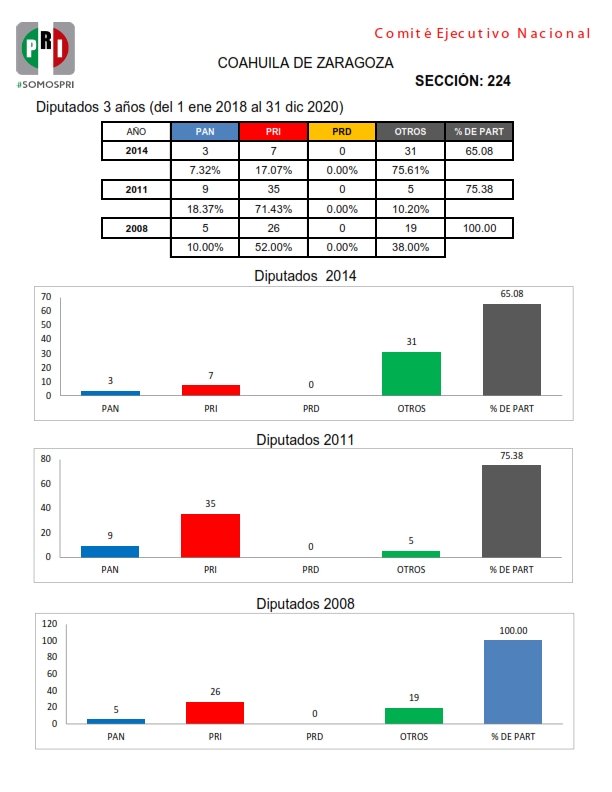 PRI
#SOMOSPRI
Comité Ejecutivo Nacional
COAHUILA DE ZARAGOZA
SECCIÓN: 224
Diputados 3 años (del 1 ene 2018 al 31 dic 2020)
AÑO PAN PRI PRD OTROS % DE PART
2014 3 7 0 31 65.08
7.32% 17.07% 0.00% 75.61%
2011 9 35 0 5 75.38
18.37% 71.43% 0.00% 10.20%
2008 5 26 0 19 100.00
10.00% 52.00% 0.00% 38.00%
Diputados 2014
70
60
50
40
30
20
10
0
3 7 0 31 65.08
PAN PRI PRD OTROS % DE PART
Diputados 2011
80
60
40
20
0
9 35 0 5 75.38
PAN PRI PRD OTROS % DE PART
Diputados 2008
120
100
80
60
40
20
0
5 26 0 19 100.00
PAN PRI PRD OTROS % DE PART